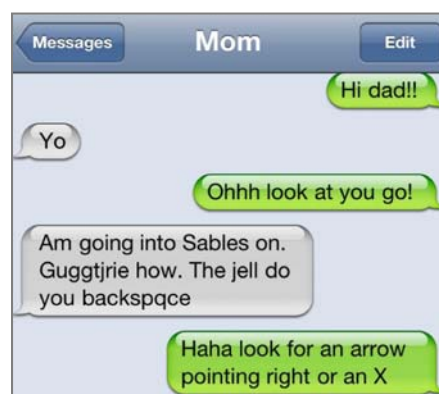 Messages Mom Edit
Hi dad!!
Yo
Ohhh look at you go!
Am going into Sables on.
Guggtjrie how. The jell do
you backspqce
Haha look for an arrow
pointing right or an X